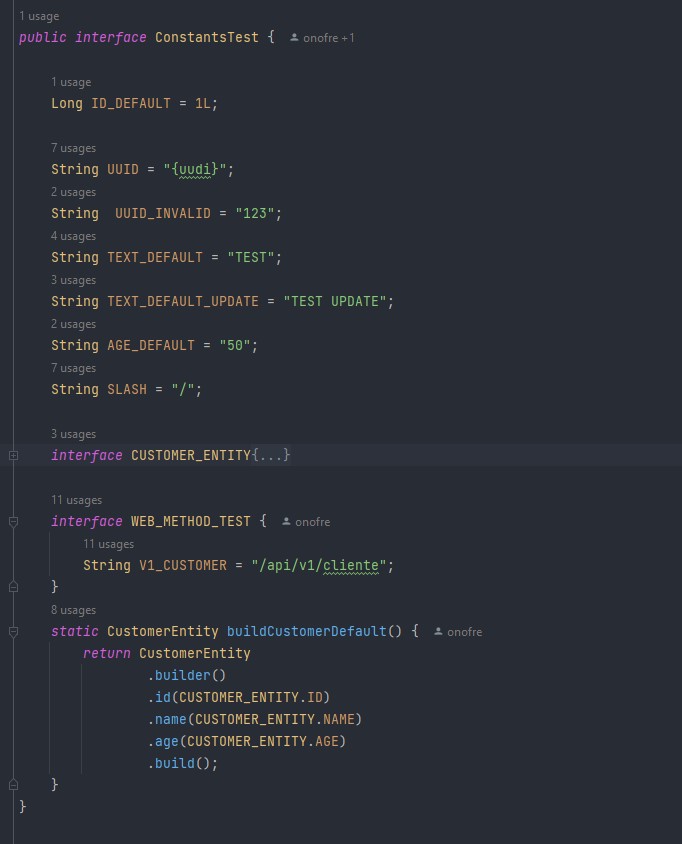 1 usage
public interface ConstantsTest { onofre +1
1 usage
Long ID_DEFAULT = 1L;
7 usages
String UUID = "{uudi}";
2 usages
String  UUID_INVALID = "123";
4 usages
String TEXT_DEFAULT = "TEST";
3 usages
String TEXT_DEFAULT_UPDATE = "TEST UPDATE";
2 usages
String AGE_DEFAULT = "50";
7 usages
String SLASH = "/";
3 usages
interface CUSTOMER_ENTITY{...}
11 usages
interface WEB_METHOD_TEST { onofre
11 usages
String V1_CUSTOMER = "/api/v1/cliente";
}
8 usages
static CustomerEntity buildCustomerDefault() { onofre
return CustomerEntity
.builder()
.id(CUSTOMER_ENTITY.ID)
.name(CUSTOMER_ENTITY.NAME)
.age(CUSTOMER_ENTITY.AGE)
.build();
}
}